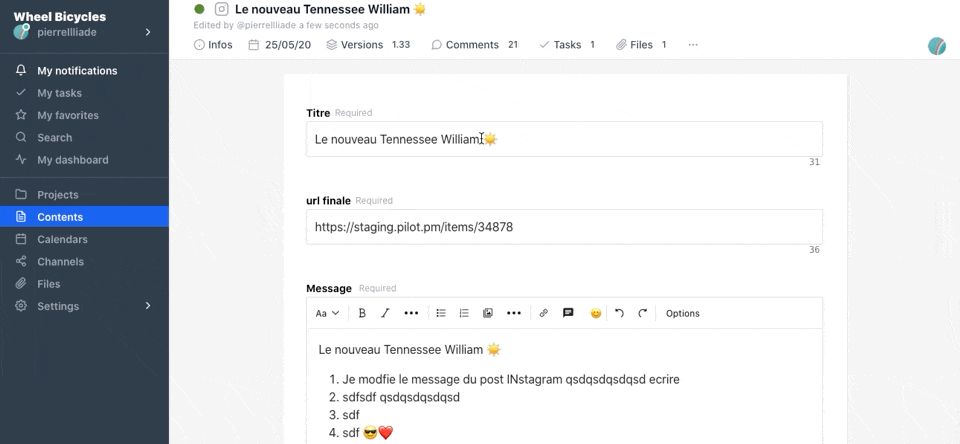 Wheel Bicycles
pierrellliade
My notifications
My tasks
My favorites
Search
My dashboard
Projects
Contents
Calendars
Channels
Files
Settings
Le nouveau Tennessee William ☀️
Edited by @pierrellliade a few seconds ago
Infos 25/05/20 Versions 1.33 Comments 21 Tasks 1 Files 1 ...
Titre Required
Le nouveau Tennessee William ☀️
31
url finale Required
https://staging.pilot.pm/items/34878
36
Message Required
Aa B I ... ... Options
Le nouveau Tennessee William ☀️
1. Je modfie le message du post INstagram qsdqsdqsdqsd ecrire
2. sdfsdf qsdqsdqsdqsd
3. sdf
4. sdf 😎❤️